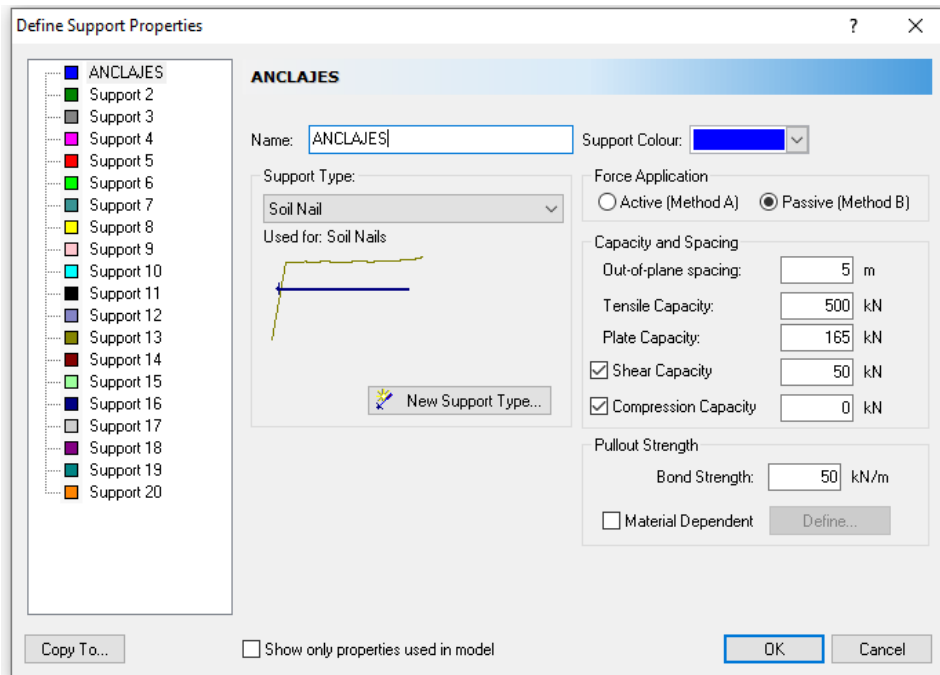 Define Support Properties ? ×
ANCLAJES
Support 2
Support 3
Support 4
Support 5
Support 6
Support 7
Support 8
Support 9
Support 10
Support 11
Support 12
Support 13
Support 14
Support 15
Support 16
Support 17
Support 18
Support 19
Support 20
ANCLAJES
Name: ANCLAJES
Support Colour:
Support Type:
Soil Nail
Used for: Soil Nails
New Support Type...
Force Application
Active (Method A) Passive (Method B)
Capacity and Spacing
Out-of-plane spacing: 5 m
Tensile Capacity: 500 kN
Plate Capacity: 165 kN
Shear Capacity 50 kN
Compression Capacity 0 kN
Pullout Strength
Bond Strength: 50 kN/m
Material Dependent Define...
Copy To... Show only properties used in model OK Cancel